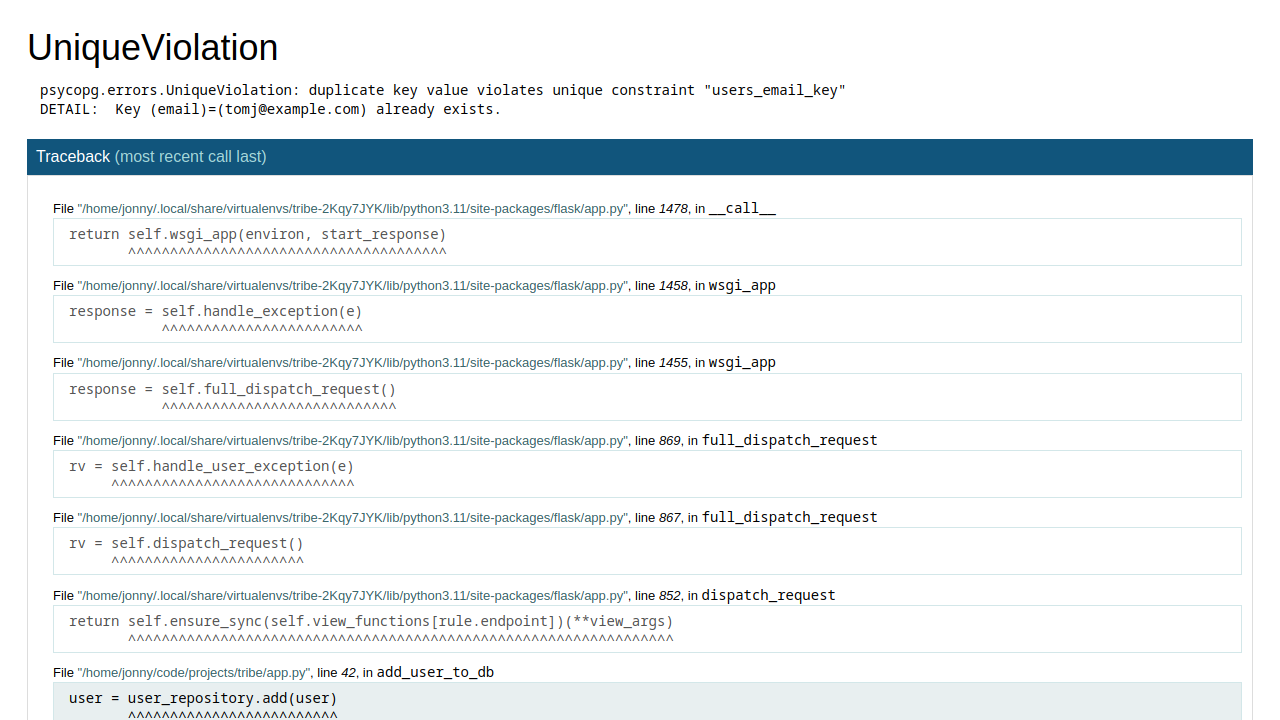 UniqueViolation
psycopg.errors.UniqueViolation: duplicate key value violates unique constraint "users_email_key"
DETAIL:  Key (email)=(tomj@example.com) already exists.
Traceback (most recent call last)
File "/home/jonny/.local/share/virtualenvs/tribe-2Kqy7JYK/lib/python3.11/site-packages/flask/app.py", line 1478, in __call__
return self.wsgi_app(environ, start_response)
^^^^^^^^^^^^^^^^^^^^^^^^^^^^^^^^^^^^^^
File "/home/jonny/.local/share/virtualenvs/tribe-2Kqy7JYK/lib/python3.11/site-packages/flask/app.py", line 1458, in wsgi_app
response = self.handle_exception(e)
^^^^^^^^^^^^^^^^^^^^^^^^
File "/home/jonny/.local/share/virtualenvs/tribe-2Kqy7JYK/lib/python3.11/site-packages/flask/app.py", line 1455, in wsgi_app
response = self.full_dispatch_request()
^^^^^^^^^^^^^^^^^^^^^^^^^^^^
File "/home/jonny/.local/share/virtualenvs/tribe-2Kqy7JYK/lib/python3.11/site-packages/flask/app.py", line 869, in full_dispatch_request
rv = self.handle_user_exception(e)
^^^^^^^^^^^^^^^^^^^^^^^^^^^^^
File "/home/jonny/.local/share/virtualenvs/tribe-2Kqy7JYK/lib/python3.11/site-packages/flask/app.py", line 867, in full_dispatch_request
rv = self.dispatch_request()
^^^^^^^^^^^^^^^^^^^^^^^
File "/home/jonny/.local/share/virtualenvs/tribe-2Kqy7JYK/lib/python3.11/site-packages/flask/app.py", line 852, in dispatch_request
return self.ensure_sync(self.view_functions[rule.endpoint])(**view_args)
^^^^^^^^^^^^^^^^^^^^^^^^^^^^^^^^^^^^^^^^^^^^^^^^^^^^^^^^^^^^^^^^^
File "/home/jonny/code/projects/tribe/app.py", line 42, in add_user_to_db
user = user_repository.add(user)
^^^^^^^^^^^^^^^^^^^^^^^^^